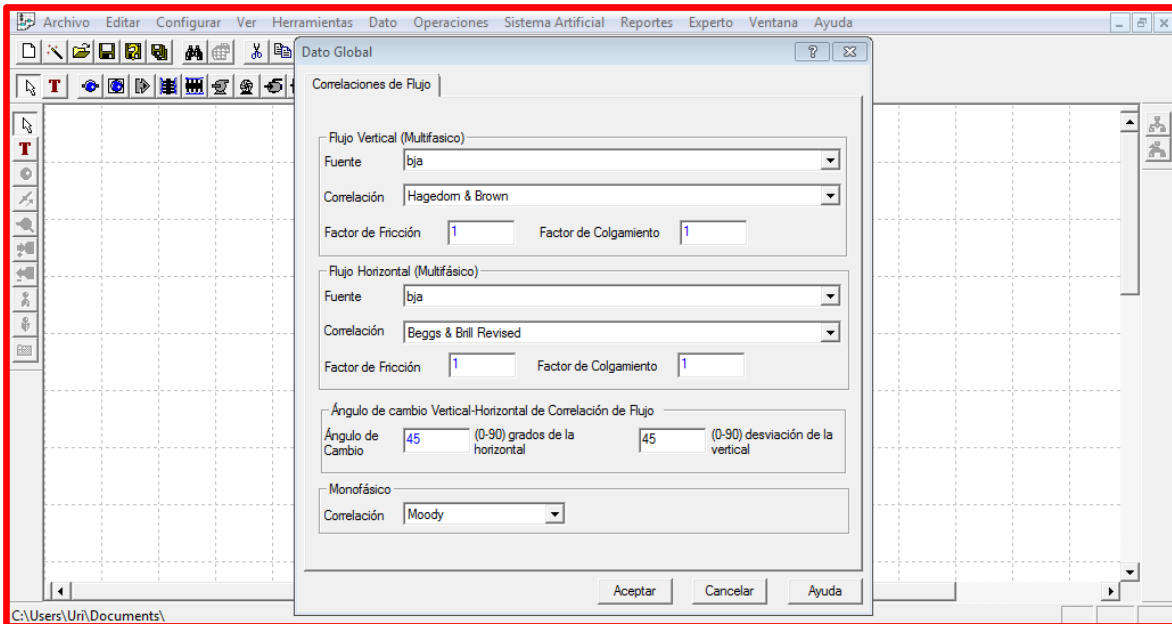 Archivo Editar Configurar Ver Herramientas Dato Operaciones Sistema Artificial Reportes Experto Ventana Ayuda
Dato Global
T
Correlaciones de Flujo
T
Flujo Vertical (Multifasico)
Fuente bja
Correlación Hagedorn & Brown
Factor de Fricción 1 Factor de Colgamiento 1
Flujo Horizontal (Multifásico)
Fuente bja
Correlación Beggs & Brill Revised
Factor de Fricción 1 Factor de Colgamiento 1
Ángulo de cambio Vertical-Horizontal de Correlación de Flujo
Ángulo de Cambio 45 (0-90) grados de la horizontal 45 (0-90) desviación de la vertical
Monofásico
Correlación Moody
Aceptar Cancelar Ayuda
C:\Users\Uri\Documents\